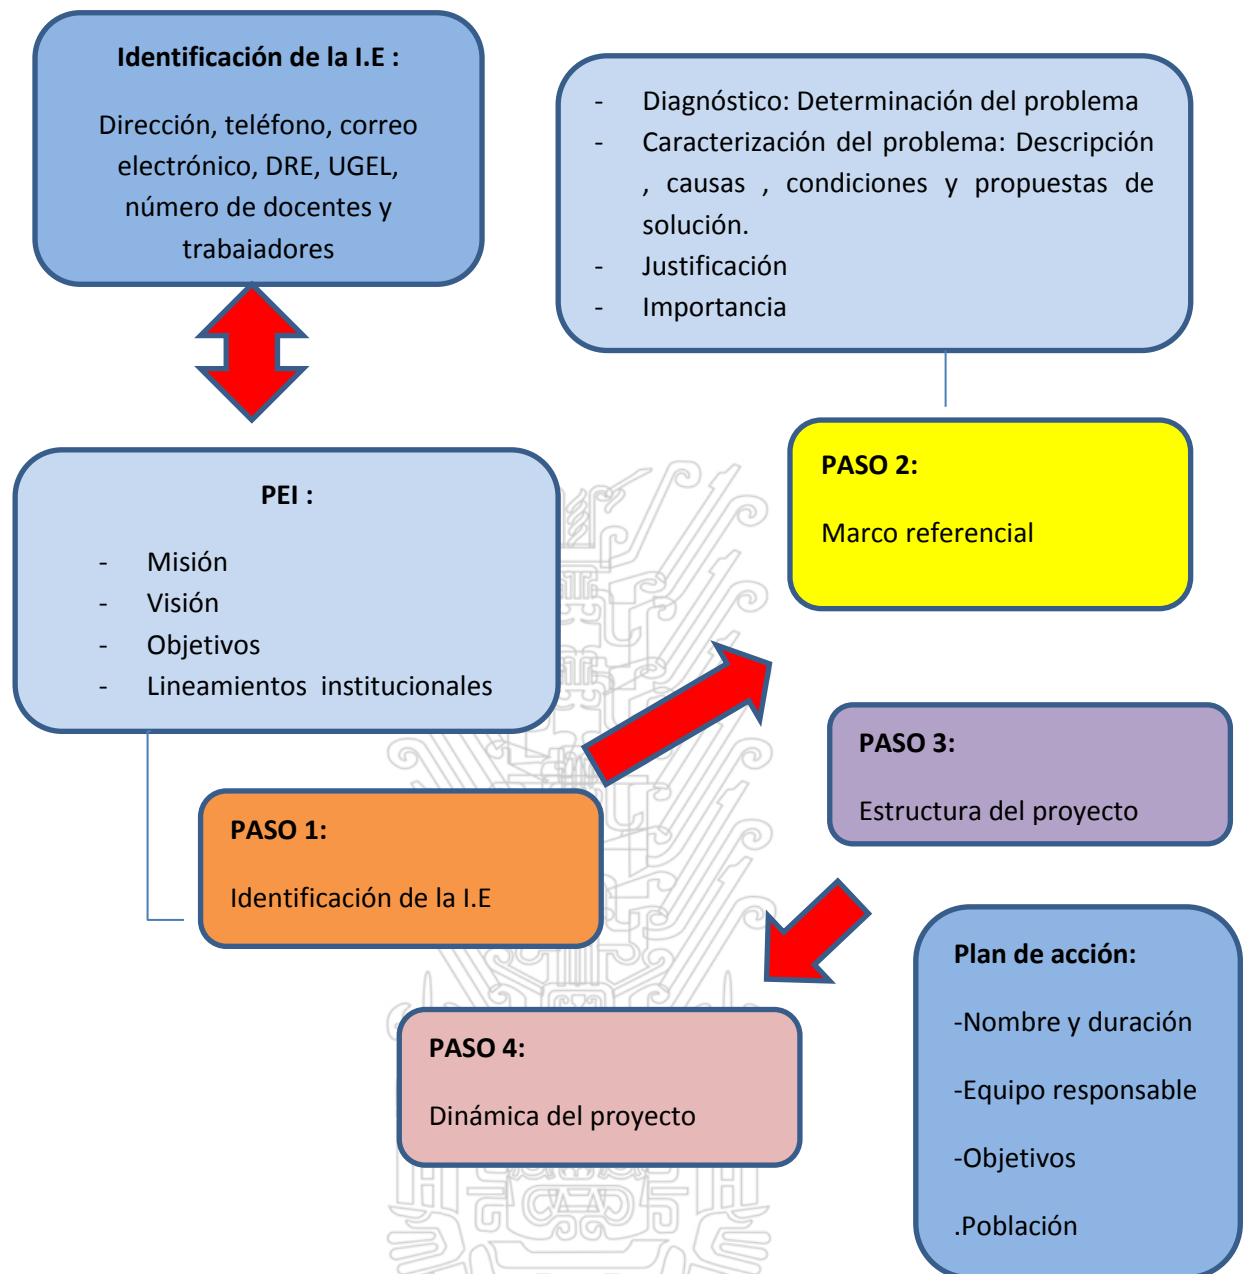 Identificación de la I.E :
Dirección, teléfono, correo
electrónico, DRE, UGEL,
número de docentes y
trabajadores
- Diagnóstico: Determinación del problema
- Caracterización del problema: Descripción
, causas , condiciones y propuestas de
solución.
- Justificación
- Importancia
PEI :
- Misión
- Visión
- Objetivos
- Lineamientos institucionales
PASO 2:
Marco referencial
PASO 1:
Identificación de la I.E
PASO 3:
Estructura del proyecto
PASO 4:
Dinámica del proyecto
Plan de acción:
-Nombre y duración
-Equipo responsable
-Objetivos
.Población